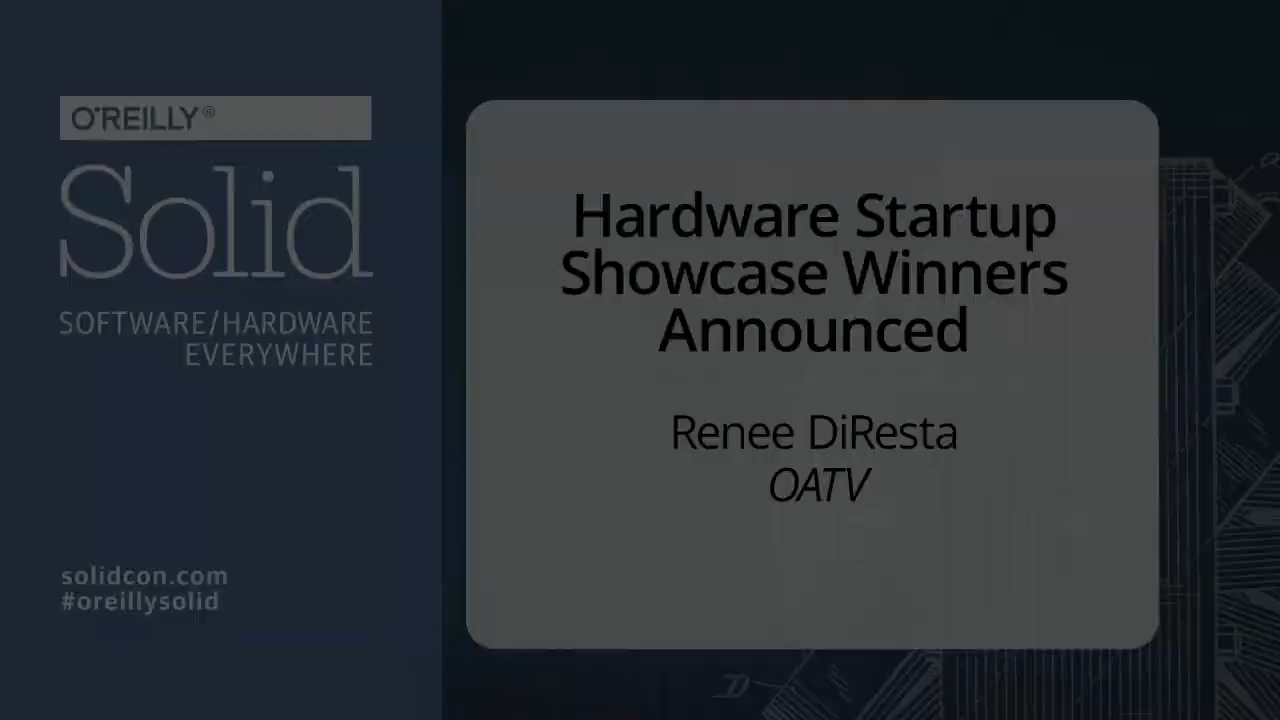 O'REILLY®
Solid
SOFTWARE/HARDWARE
EVERYWHERE
solidcon.com
#oreillysolid
Hardware Startup
Showcase Winners
Announced
Renee DiResta
OATV